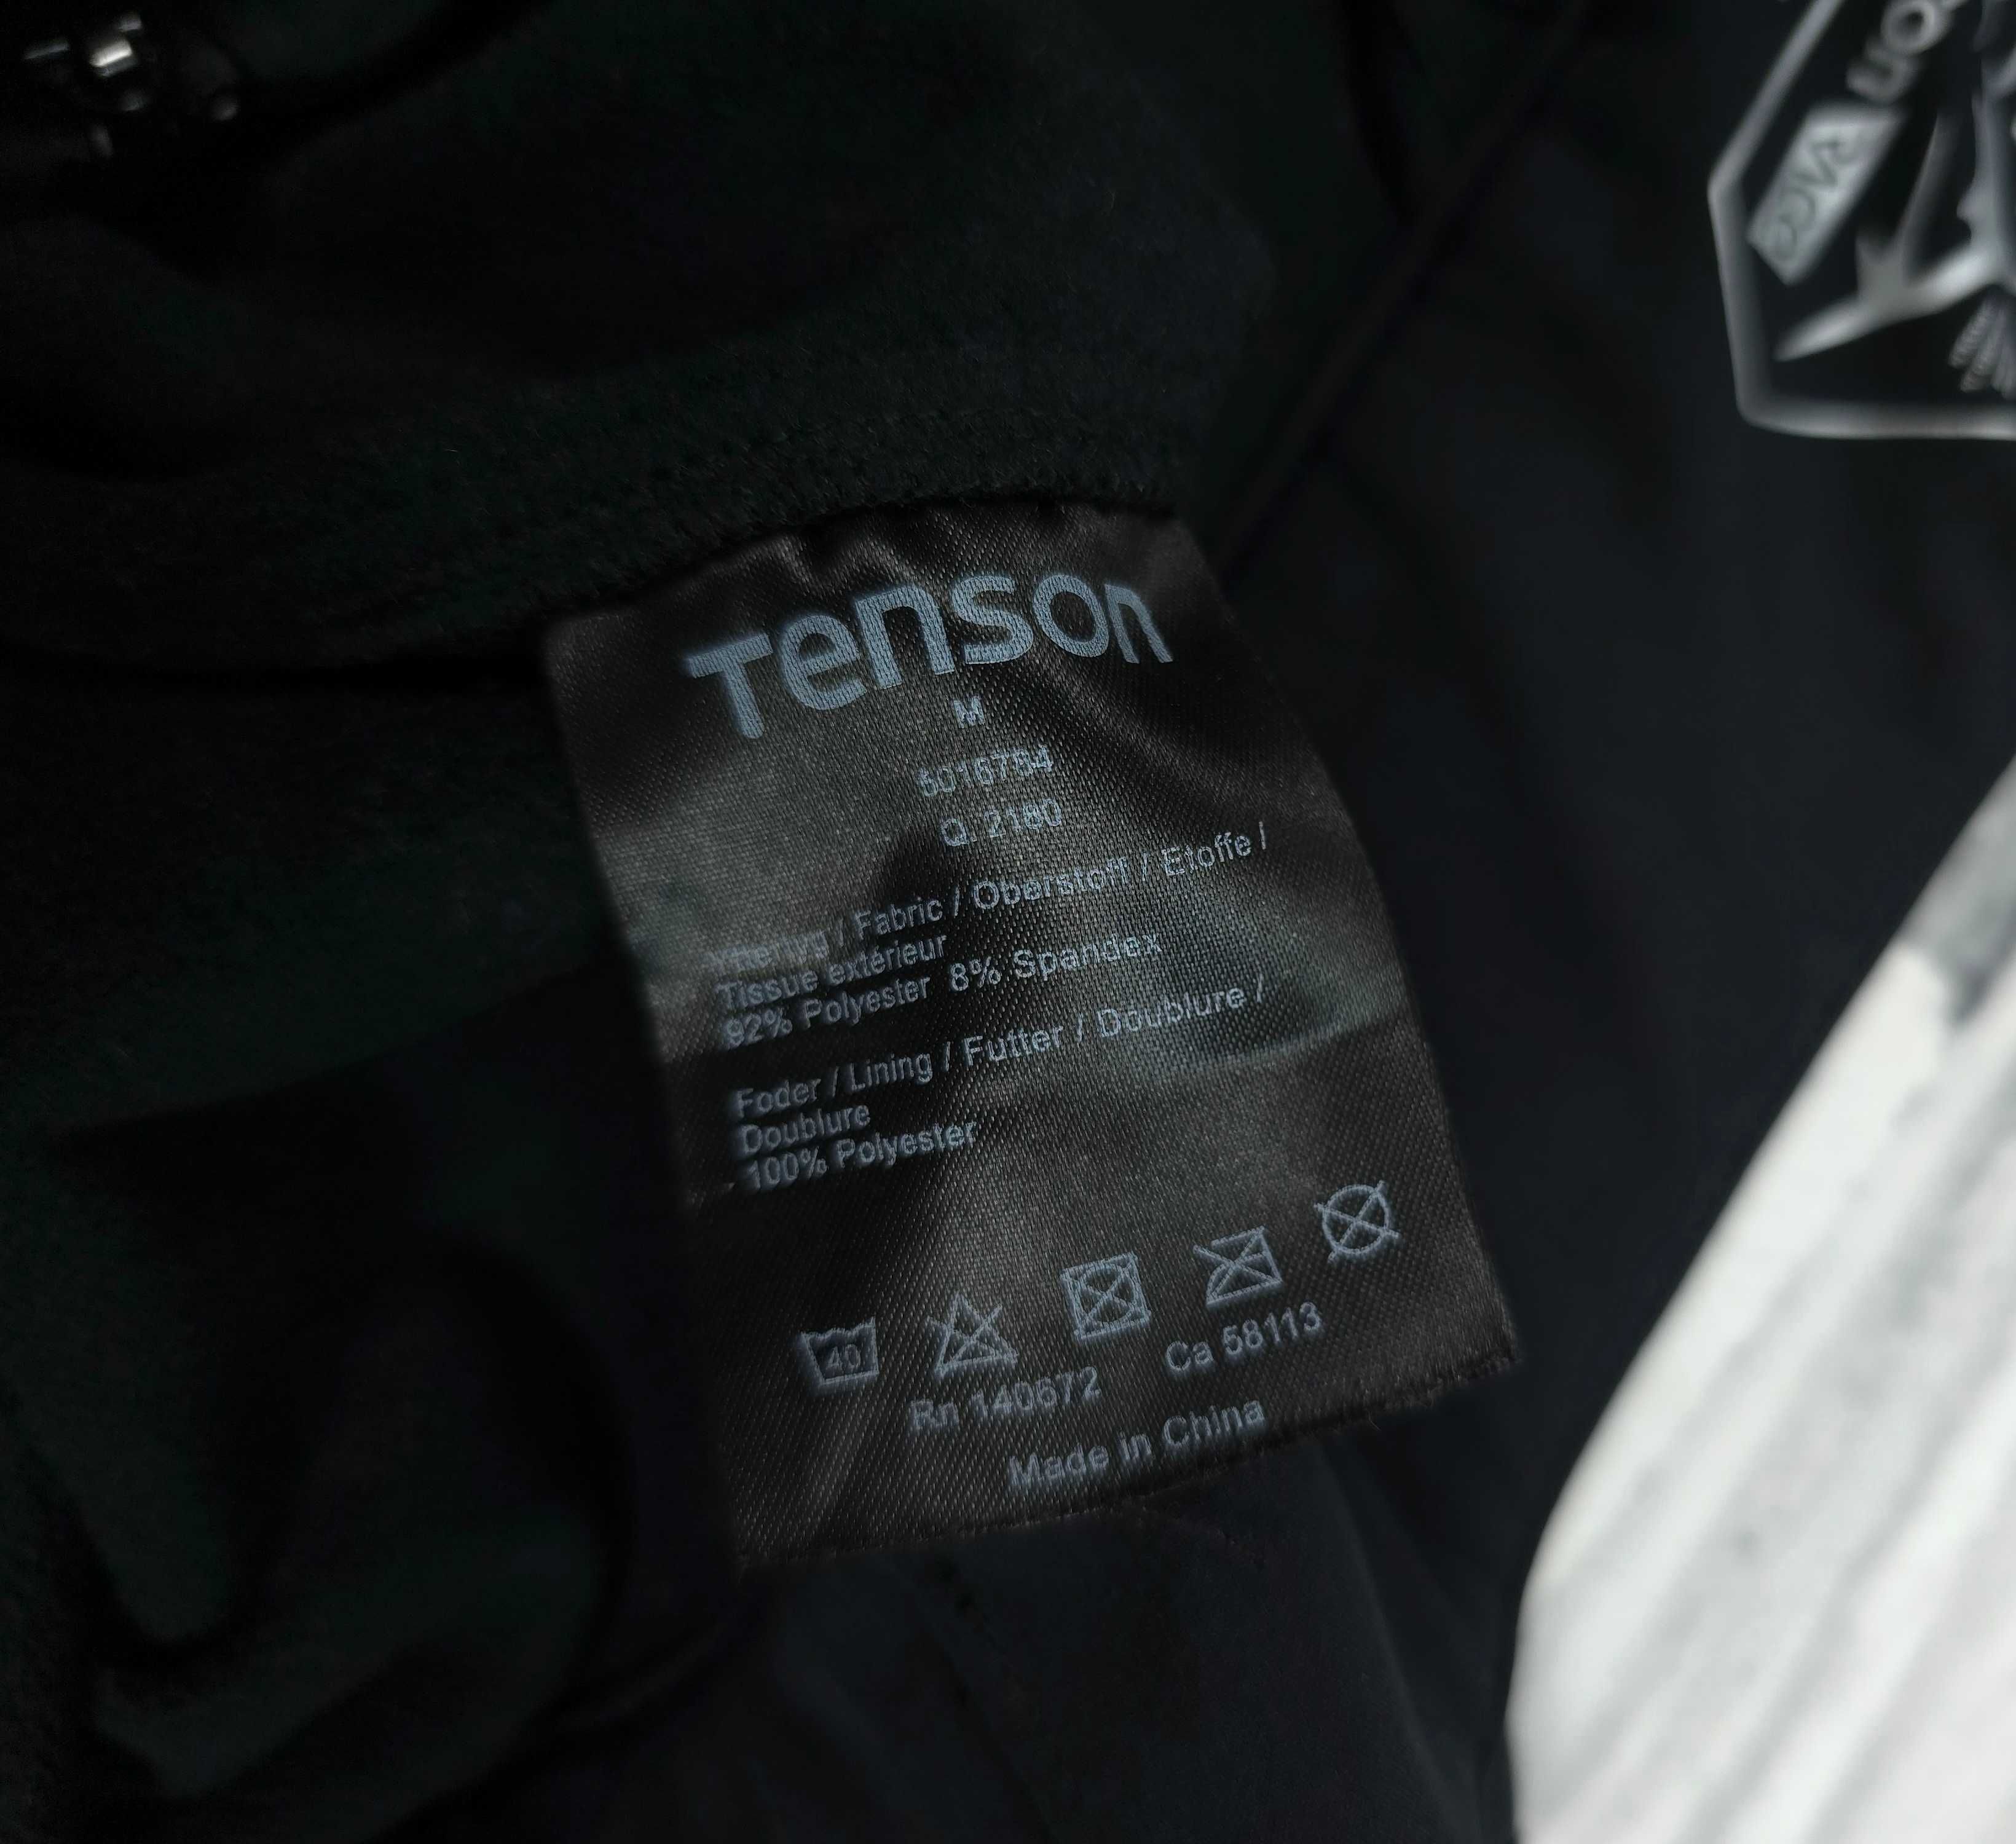 Tenson
M
5016764
Q. 2180
/ Fabric / Oberstoff / Etoffe /
Tissue extérieur
92% Polyester 8% Spandex
Foder / Lining / Futter / Doublure /
Doublure
100% Polyester
40
Rn 140672 Ca 58113
Made in China